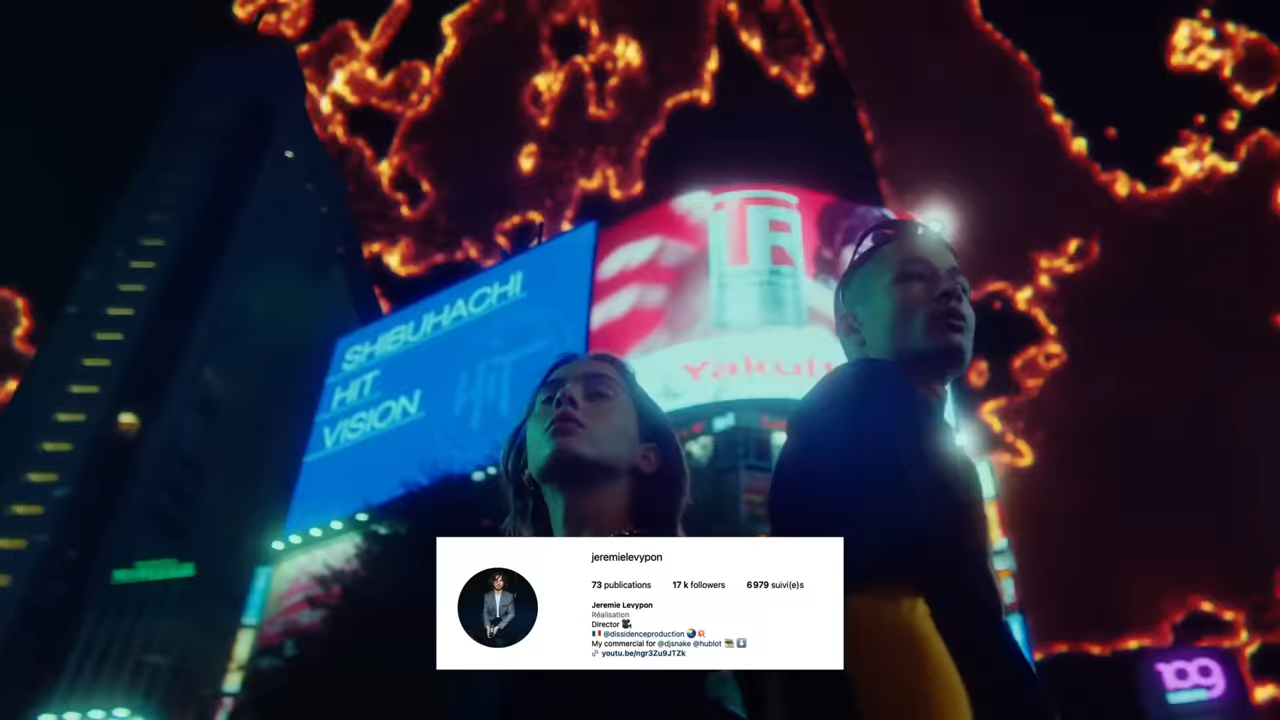 SHIBUHACHI
HIT
VISION
HIT
Yakult
109
jeremielevypon
73 publications 17 k followers 6 979 suivi(e)s
Jeremie Levypon
Réalisation
Director 🎥
🇫🇷 @dissidenceproduction 🌏💥
My commercial for @djsnake @hublot 📼 ⬇️
youtu.be/ngr3Zu9JTZk